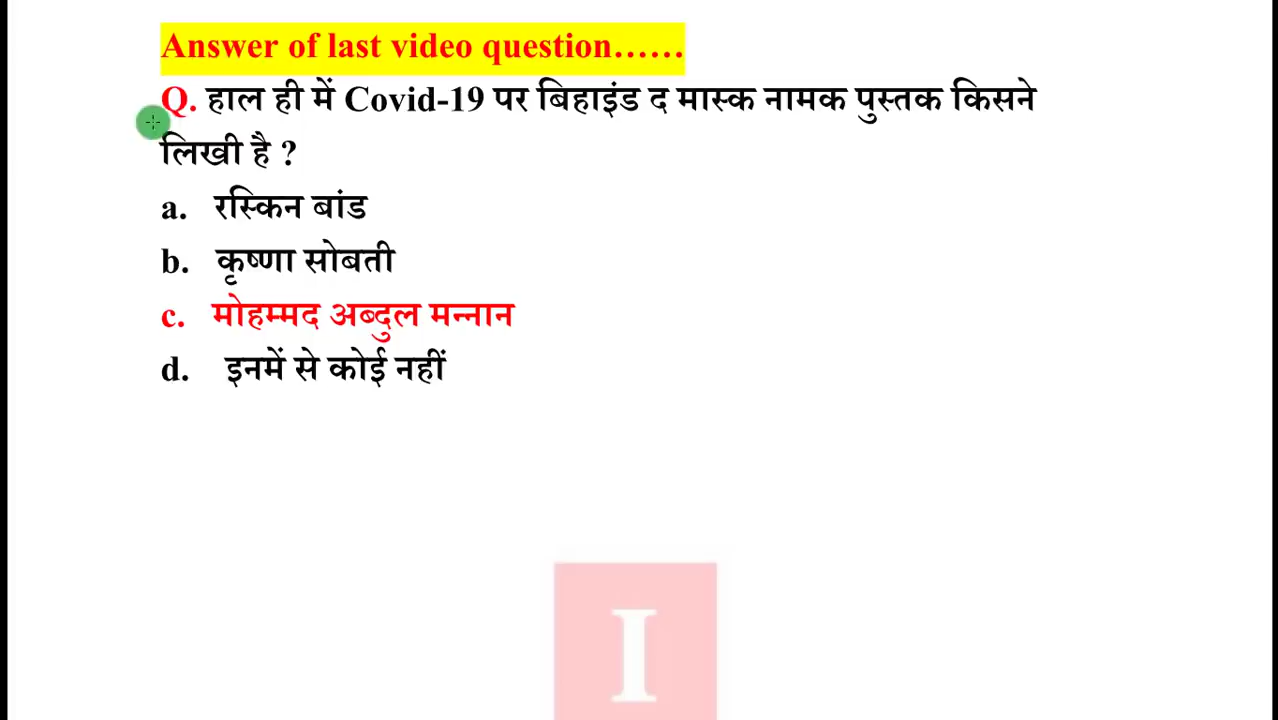 Answer of last video question……
Q. हाल ही में Covid-19 पर बिहाइंड द मास्क नामक पुस्तक किसने
लिखी है ?
a. रस्किन बांड
b. कृष्णा सोबती
c. मोहम्मद अब्दुल मन्नान
d. इनमें से कोई नहीं
I